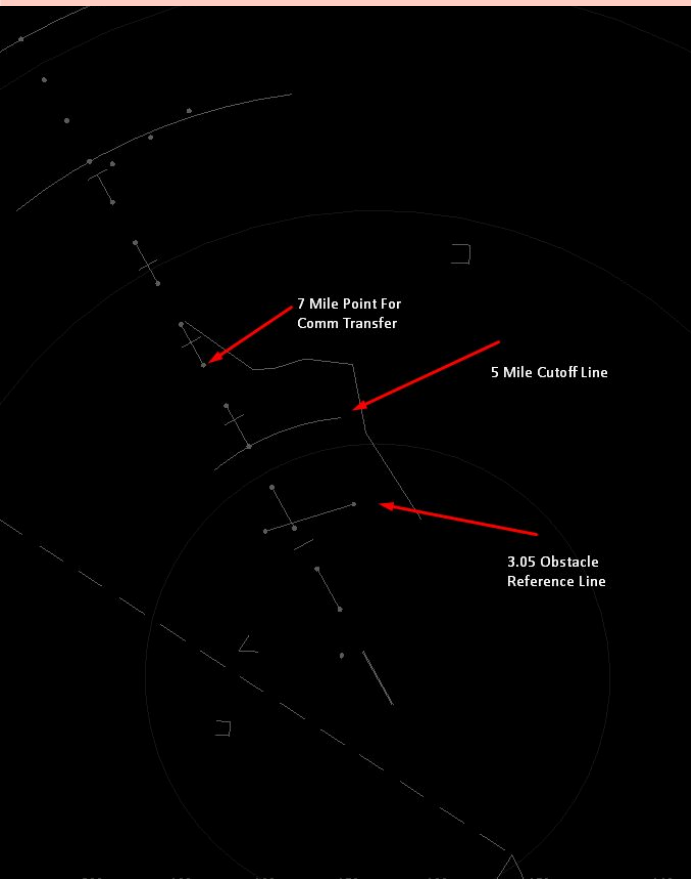 7 Mile Point For
Comm Transfer
5 Mile Cutoff Line
3.05 Obstacle
Reference Line